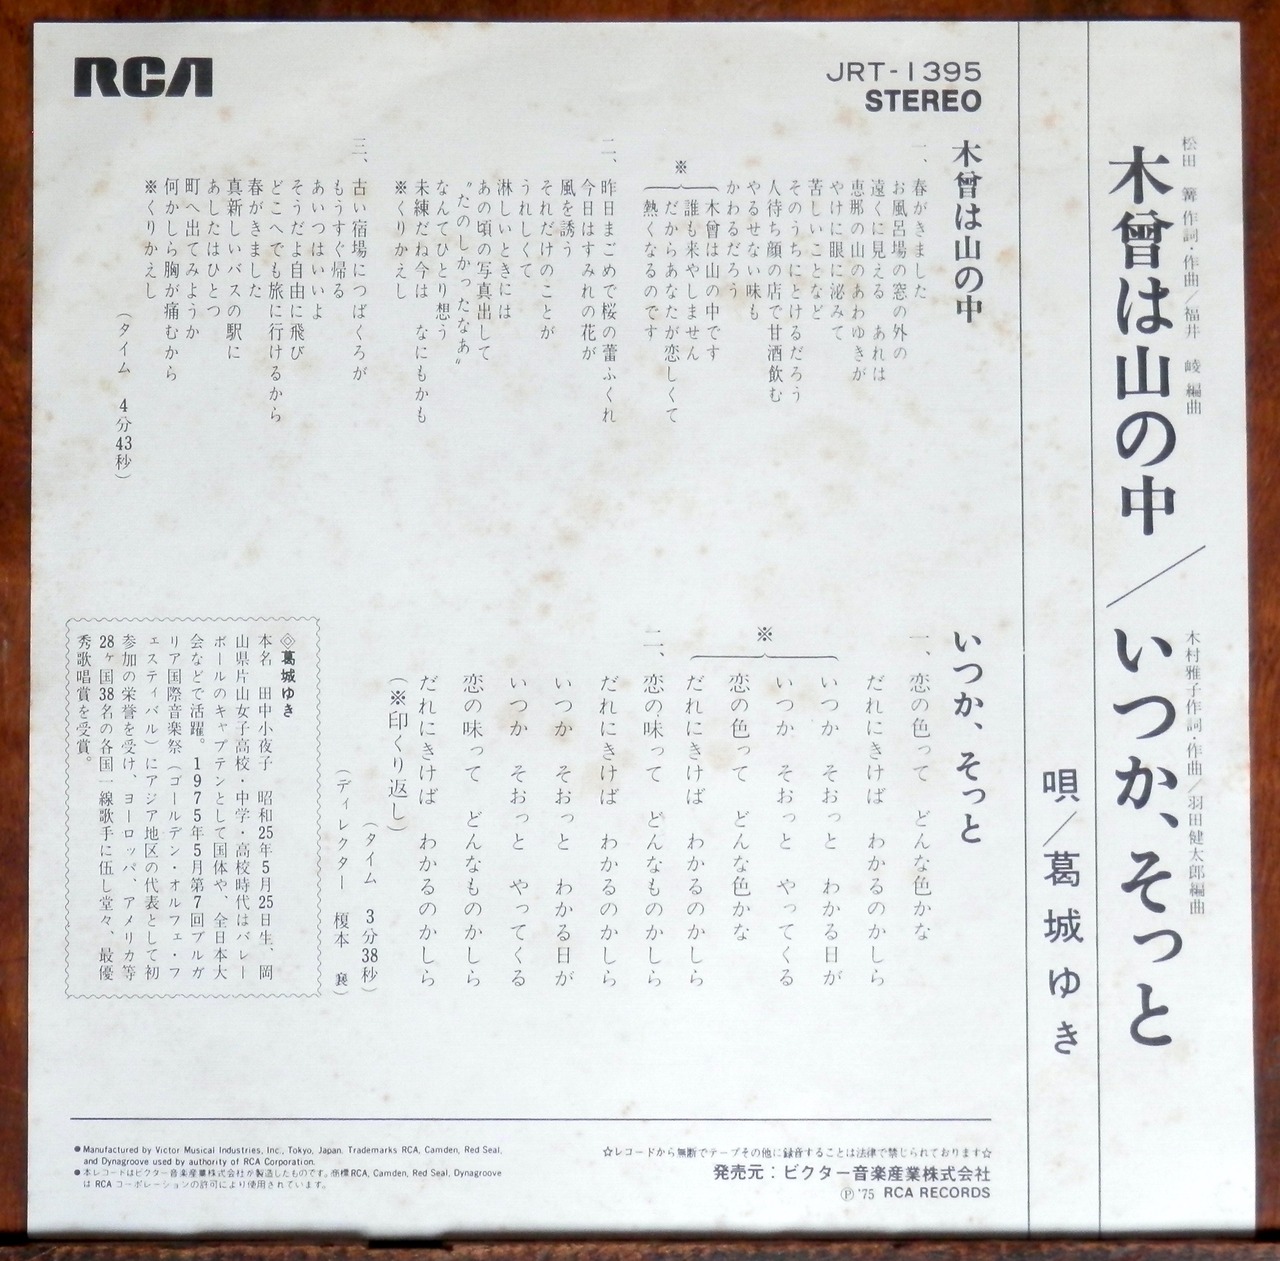 RCA
JRT-1395
STEREO
松田 篝 作詞・作曲/福井 崚 編曲
木曾は山の中/いつか、そっと
木村雅子作詞・作曲/羽田健太郎編曲
唄/葛城ゆき
木曾は山の中
一、春がきました
お風呂場の窓の外の
遠くに見える あれは
恵那の山のあわゆきが
やけに眼に泌みて
苦しいことなど
そのうちにとけるだろう
人待ち顔の店で甘酒飲む
やるせない味も
かわるだろう
※
木曾は山の中です
誰も来やしません
だからあなたが恋しくて
熱くなるのです
二、昨日まごめで桜の蕾ふくれ
今日はすみれの花が
風を誘う
それだけのことが
うれしくて
淋しいときには
あの頃の写真出して
〝たのしかったなあ〟
なんてひとり想う
未練だね今は なにもかも
※くりかえし
三、古い宿場につばくろが
もうすぐ帰る
あいつはいいよ
そうだよ自由に飛び
どこへでも旅に行けるから
春がきました
真新しいバスの駅に
あしたはひとつ
町へ出てみようか
何かしら胸が痛むから
※くりかえし
(タイム 4分43秒)
いつか、そっと
一、恋の色って どんな色かな
だれにきけば わかるのかしら
※
いつか そおっと わかる日が
いつか そおっと やってくる
恋の色って どんな色かな
だれにきけば わかるのかしら
二、恋の味って どんなものかしら
だれにきけば わかるのかしら
いつか そおっと わかる日が
いつか そおっと やってくる
恋の味って どんなものかしら
だれにきけば わかるのかしら
(※印くり返し)
(タイム 3分38秒)
(ディレクター 榎本 襄)
◇葛城ゆき
本名 田中小夜子 昭和25年5月25日生、岡
山県片山女子高校・中学・高校時代はバレー
ボールのキャプテンとして国体や、全日本大
会などで活躍。1975年5月第7回ブルガ
リア国際音楽祭(ゴールデン・オルフェ・フ
ェスティバル)にアジア地区の代表として初
参加の栄誉を受け、ヨーロッパ、アメリカ等
28ヶ国38名の各国一線歌手に伍し堂々、最優
秀歌唱賞を受賞。
●Manufactured by Victor Musical Industries, Inc., Tokyo, Japan. Trademarks RCA, Camden, Red Seal,
and Dynagroove used by authority of RCA Corporation.
●本レコードはビクター音楽産業株式会社が製造したものです。商標RCA, Camden, Red Seal, Dynagroove
は RCA コーポレーションの許可により使用されています。
☆レコードから無断でテープその他に録音することは法律で禁じられております☆
発売元：ビクター音楽産業株式会社
Ⓟ '75 RCA RECORDS